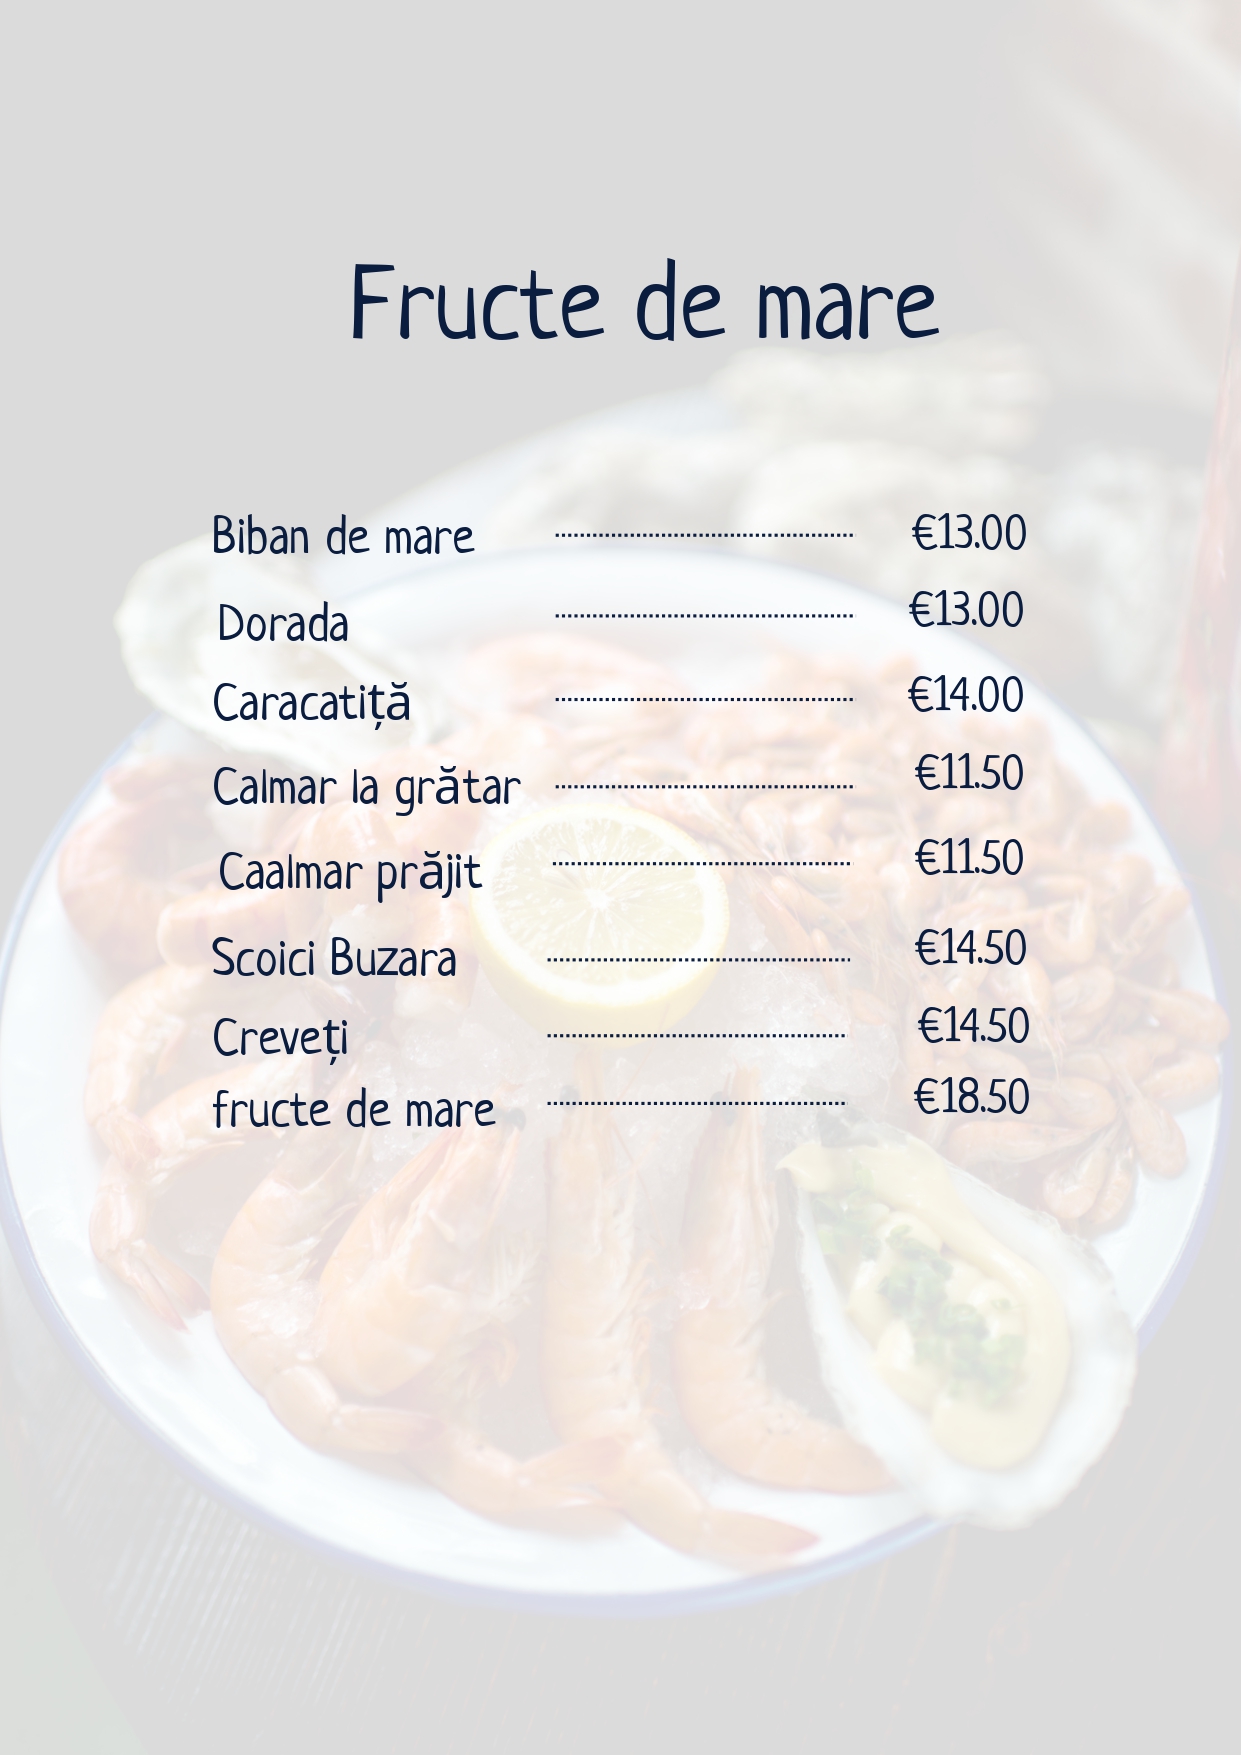 Fructe de mare
Biban de mare ........................ €13.00
Dorada ........................ €13.00
Caracatiță ........................ €14.00
Calmar la grătar ........................ €11.50
Caalmar prăjit ........................ €11.50
Scoici Buzara ........................ €14.50
Creveți ........................ €14.50
fructe de mare ........................ €18.50